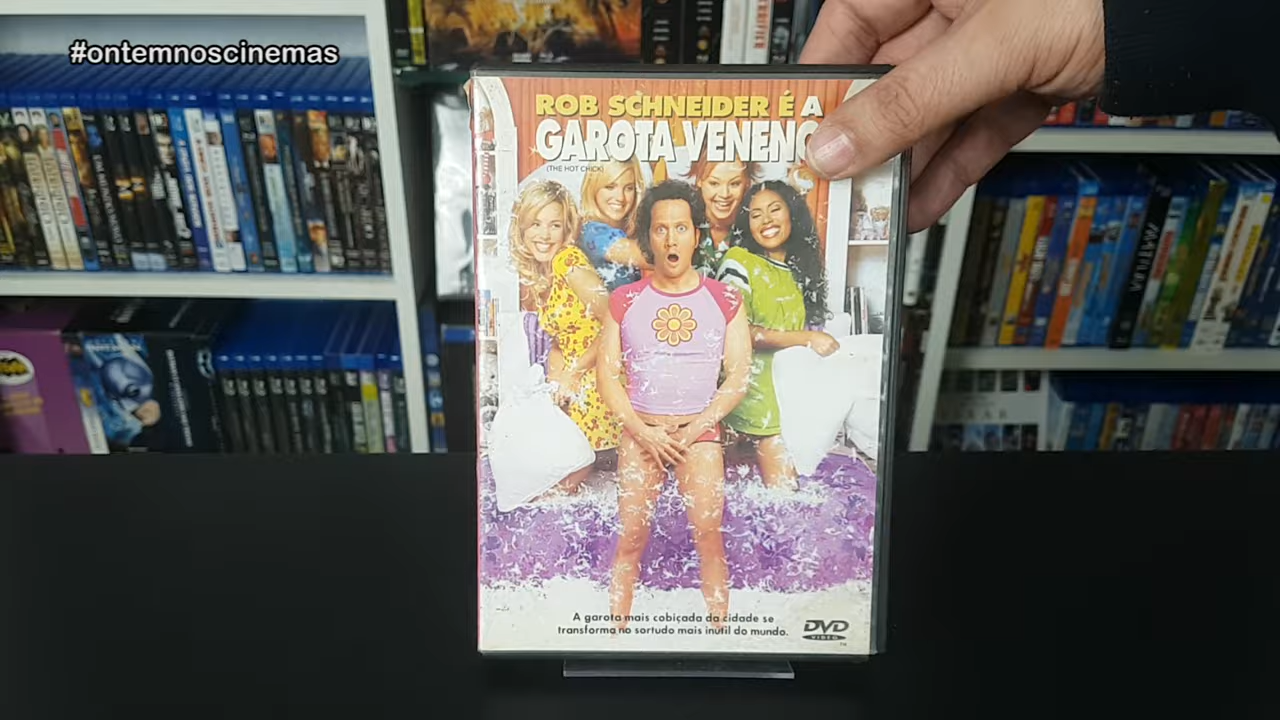 #ontemnoscinemas
ROB SCHNEIDER É A
GAROTA VENENO
(THE HOT CHICK)
A garota mais cobiçada da cidade se
transforma no sortudo mais inútil do mundo.
DVD
VIDEO